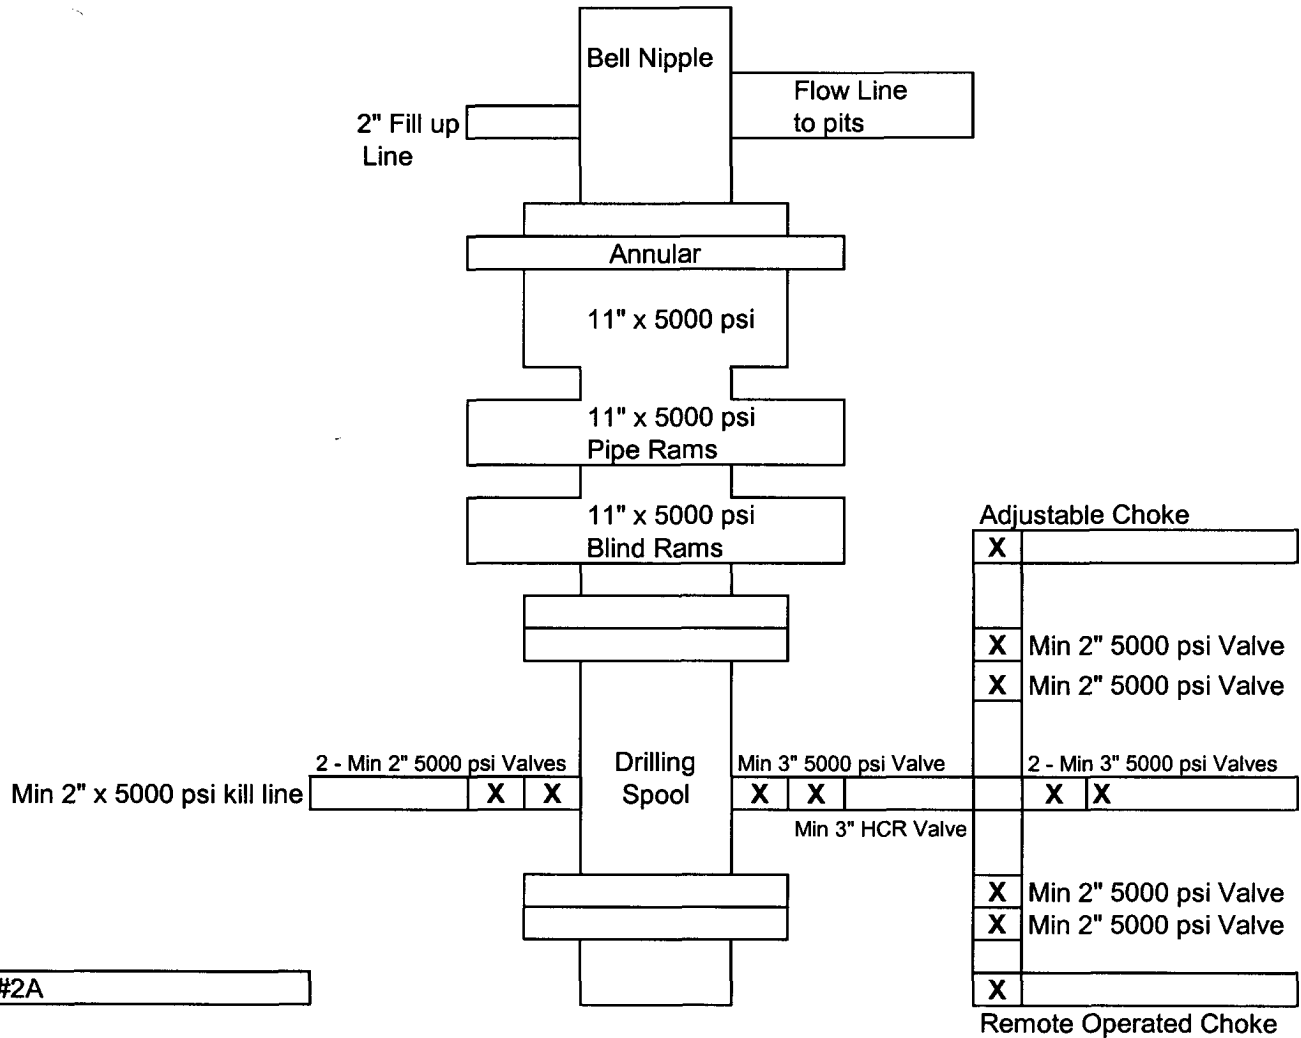 Bell Nipple
Flow Line
to pits
2" Fill up
Line
Annular
11" x 5000 psi
11" x 5000 psi
Pipe Rams
11" x 5000 psi
Blind Rams
Adjustable Choke
X
X Min 2" 5000 psi Valve
X Min 2" 5000 psi Valve
2 - Min 2" 5000 psi Valves
Drilling
Spool
Min 3" 5000 psi Valve
2 - Min 3" 5000 psi Valves
Min 2" x 5000 psi kill line
X X
X X
X X
Min 3" HCR Valve
X Min 2" 5000 psi Valve
X Min 2" 5000 psi Valve
#2A
X
Remote Operated Choke